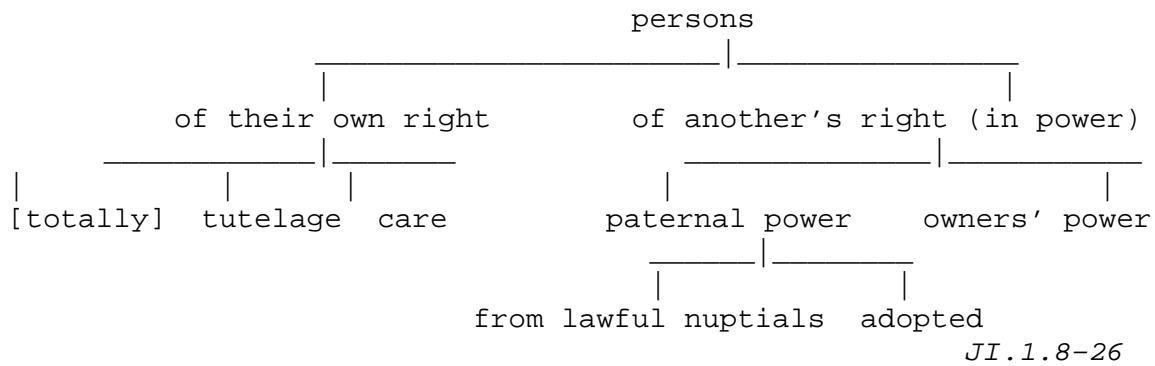 persons
of their own right of another's right (in power)
[totally] tutelage care paternal power owners' power
from lawful nuptials adopted
JI.1.8-26